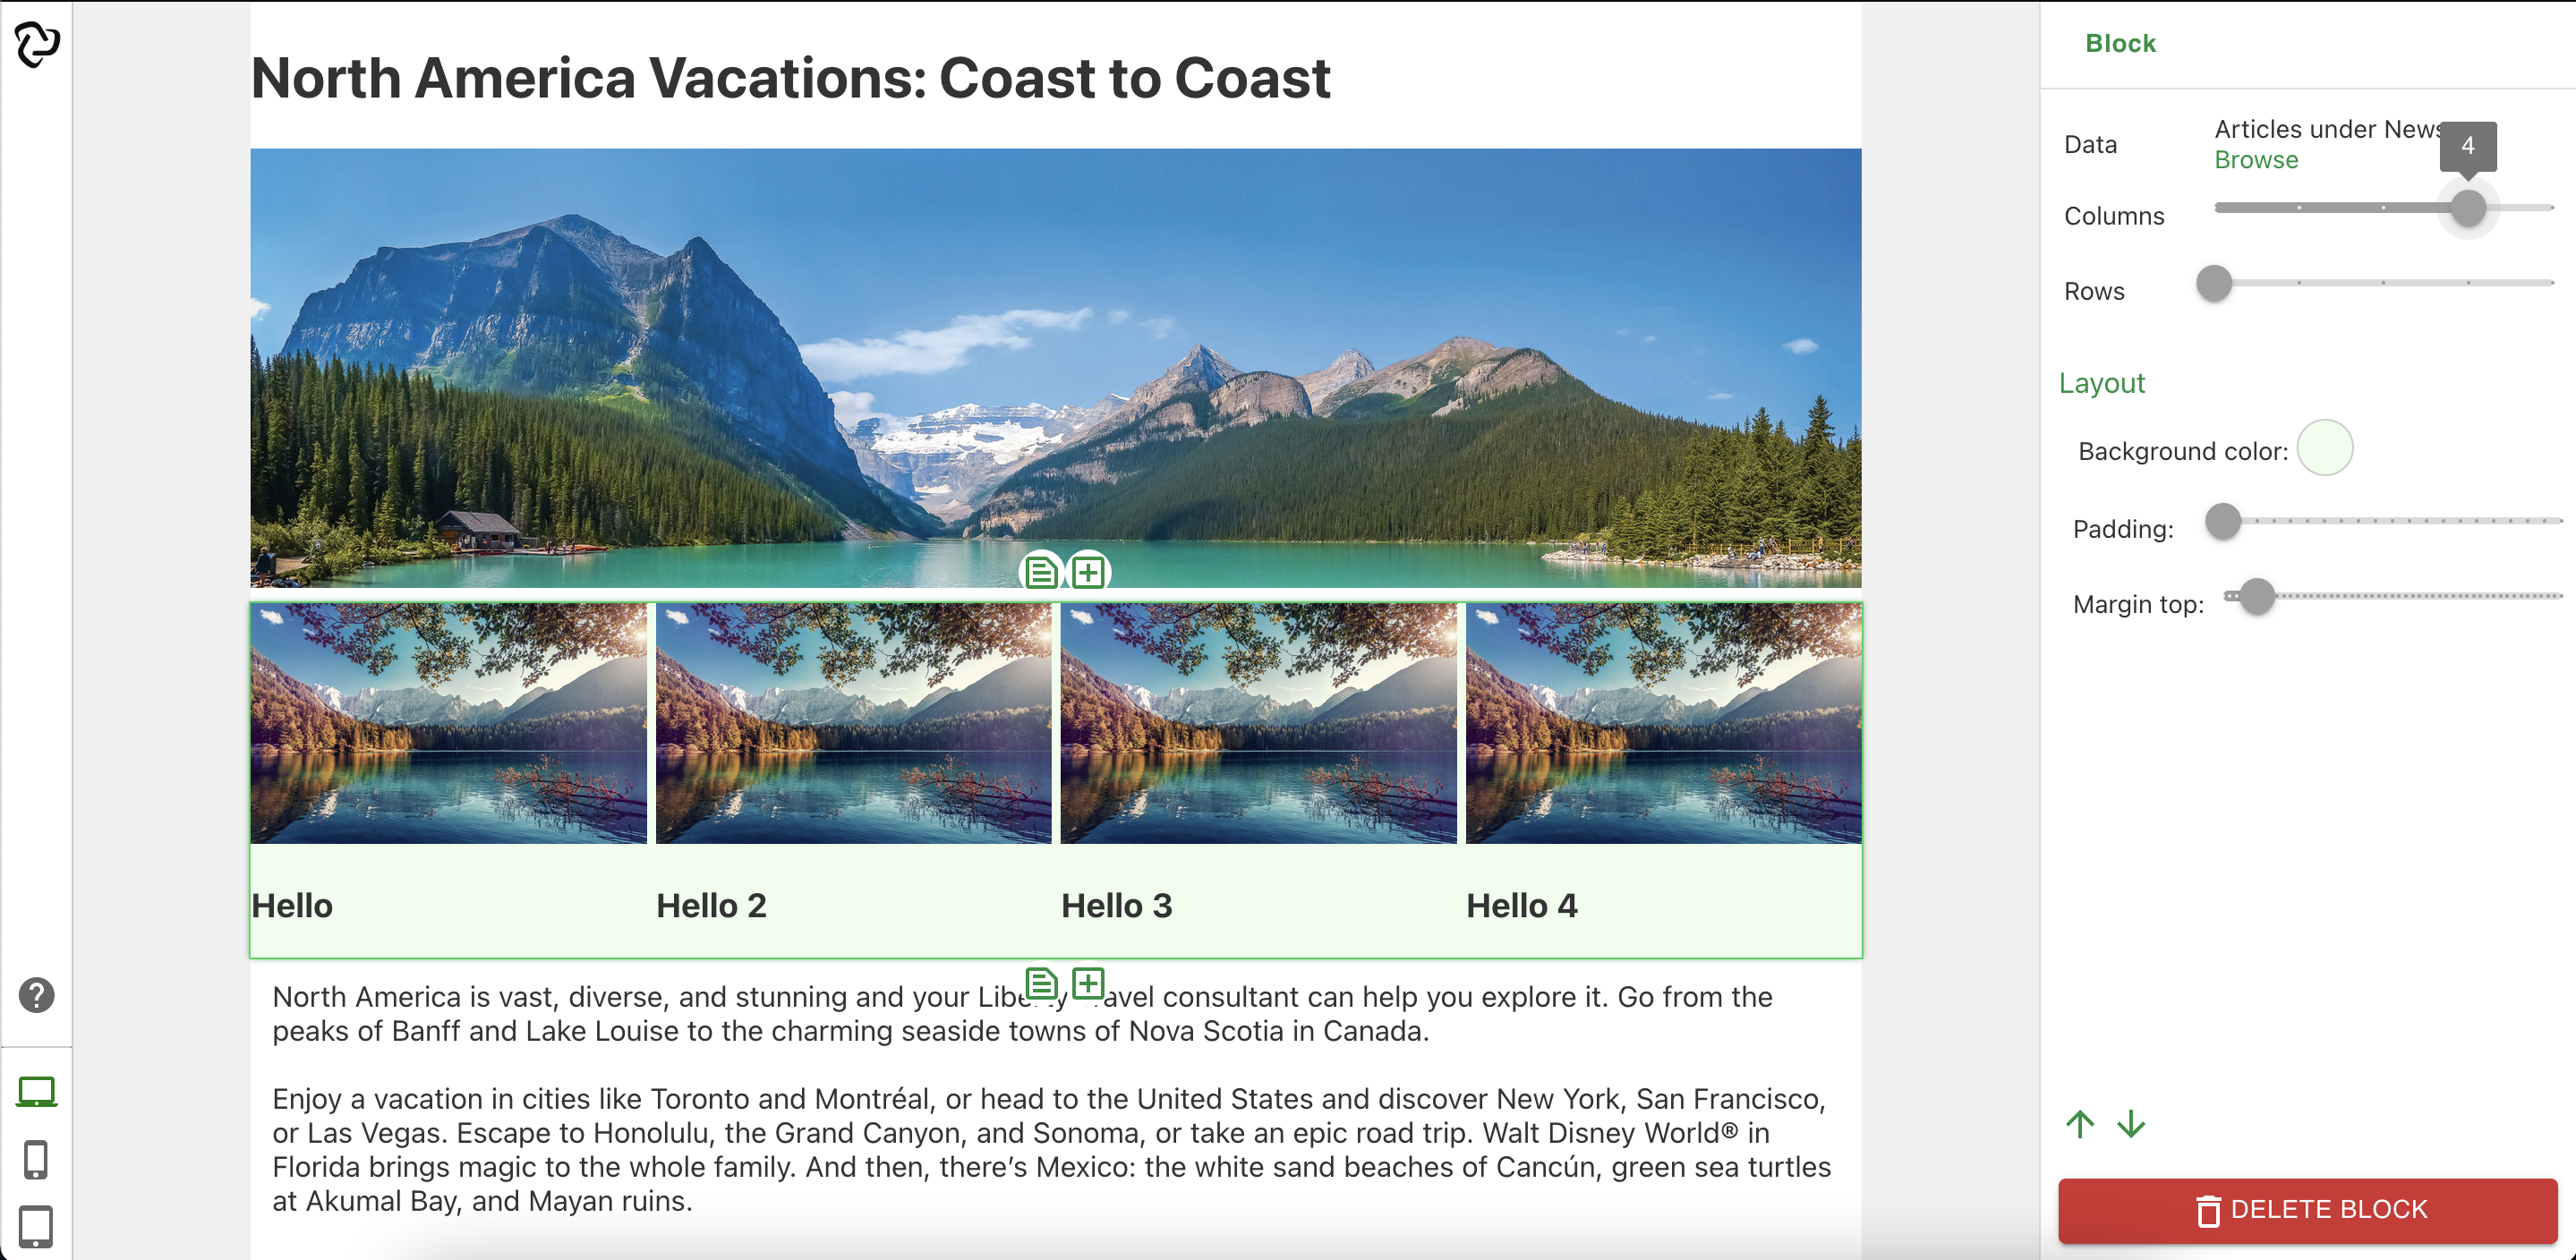 North America Vacations: Coast to Coast
Hello
Hello 2
Hello 3
Hello 4
North America is vast, diverse, and stunning and your avel consultant can help you explore it. Go from the
peaks of Banff and Lake Louise to the charming seaside towns of Nova Scotia in Canada.
Enjoy a vacation in cities like Toronto and Montréal, or head to the United States and discover New York, San Francisco,
or Las Vegas. Escape to Honolulu, the Grand Canyon, and Sonoma, or take an epic road trip. Walt Disney World® in
Florida brings magic to the whole family. And then, there’s Mexico: the white sand beaches of Cancún, green sea turtles
at Akumal Bay, and Mayan ruins.
Block
Data
Articles under News
Browse
4
Columns
Rows
Layout
Background color:
Padding:
Margin top:
DELETE BLOCK